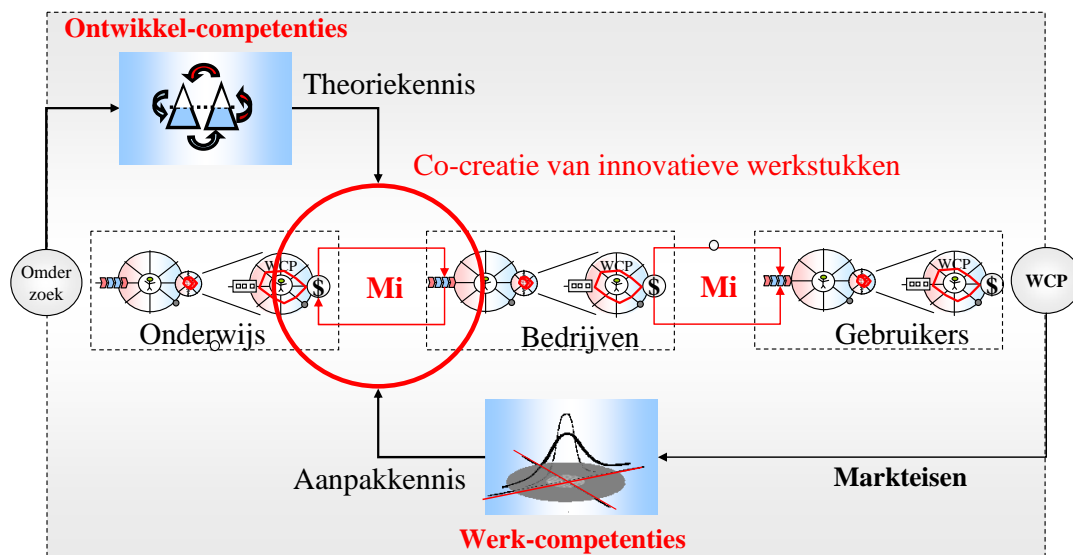 Ontwikkel-competenties
Theoriekennis
Co-creatie van innovatieve werkstukken
Omder
zoek
WCP
$
Mi
WCP
$
Mi
WCP
$
WCP
Onderwijs
Bedrijven
Gebruikers
Aanpakkennis
Markteisen
Werk-competenties